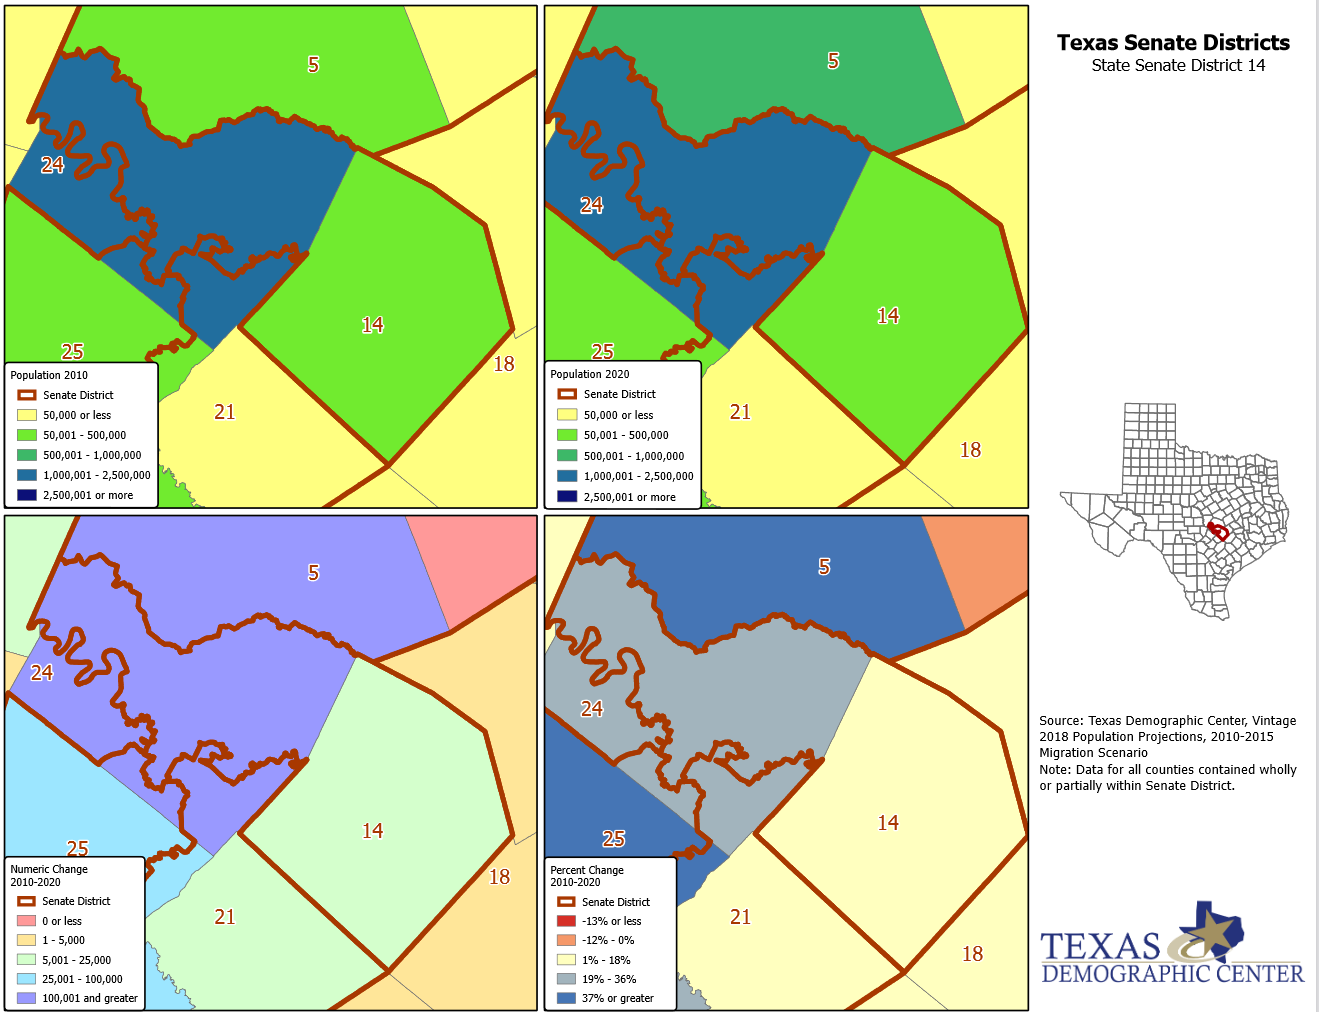 Texas Senate Districts
State Senate District 14
5
24
14
25
18
21
Population 2010
Senate District
50,000 or less
50,001 - 500,000
500,001 - 1,000,000
1,000,001 - 2,500,000
2,500,001 or more
5
24
14
25
21
18
Population 2020
Senate District
50,000 or less
50,001 - 500,000
500,001 - 1,000,000
1,000,001 - 2,500,000
2,500,001 or more
5
24
14
25
18
21
Numeric Change
2010-2020
Senate District
0 or less
1 - 5,000
5,001 - 25,000
25,001 - 100,000
100,001 and greater
5
24
14
25
21
18
Percent Change
2010-2020
Senate District
-13% or less
-12% - 0%
1% - 18%
19% - 36%
37% or greater
Source: Texas Demographic Center, Vintage
2018 Population Projections, 2010-2015
Migration Scenario
Note: Data for all counties contained wholly
or partially within Senate District.
TEXAS
DEMOGRAPHIC CENTER